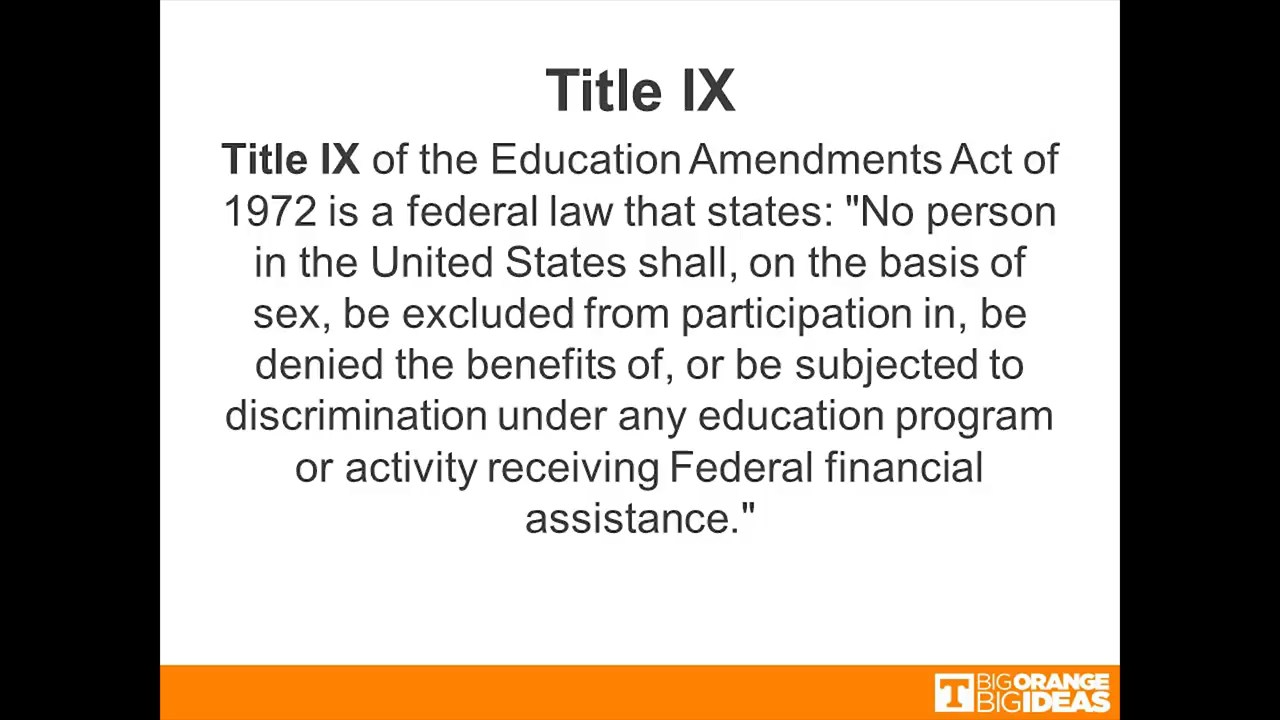 Title IX
Title IX of the Education Amendments Act of
1972 is a federal law that states: "No person
in the United States shall, on the basis of
sex, be excluded from participation in, be
denied the benefits of, or be subjected to
discrimination under any education program
or activity receiving Federal financial
assistance."
T
BIG ORANGE
BIG IDEAS